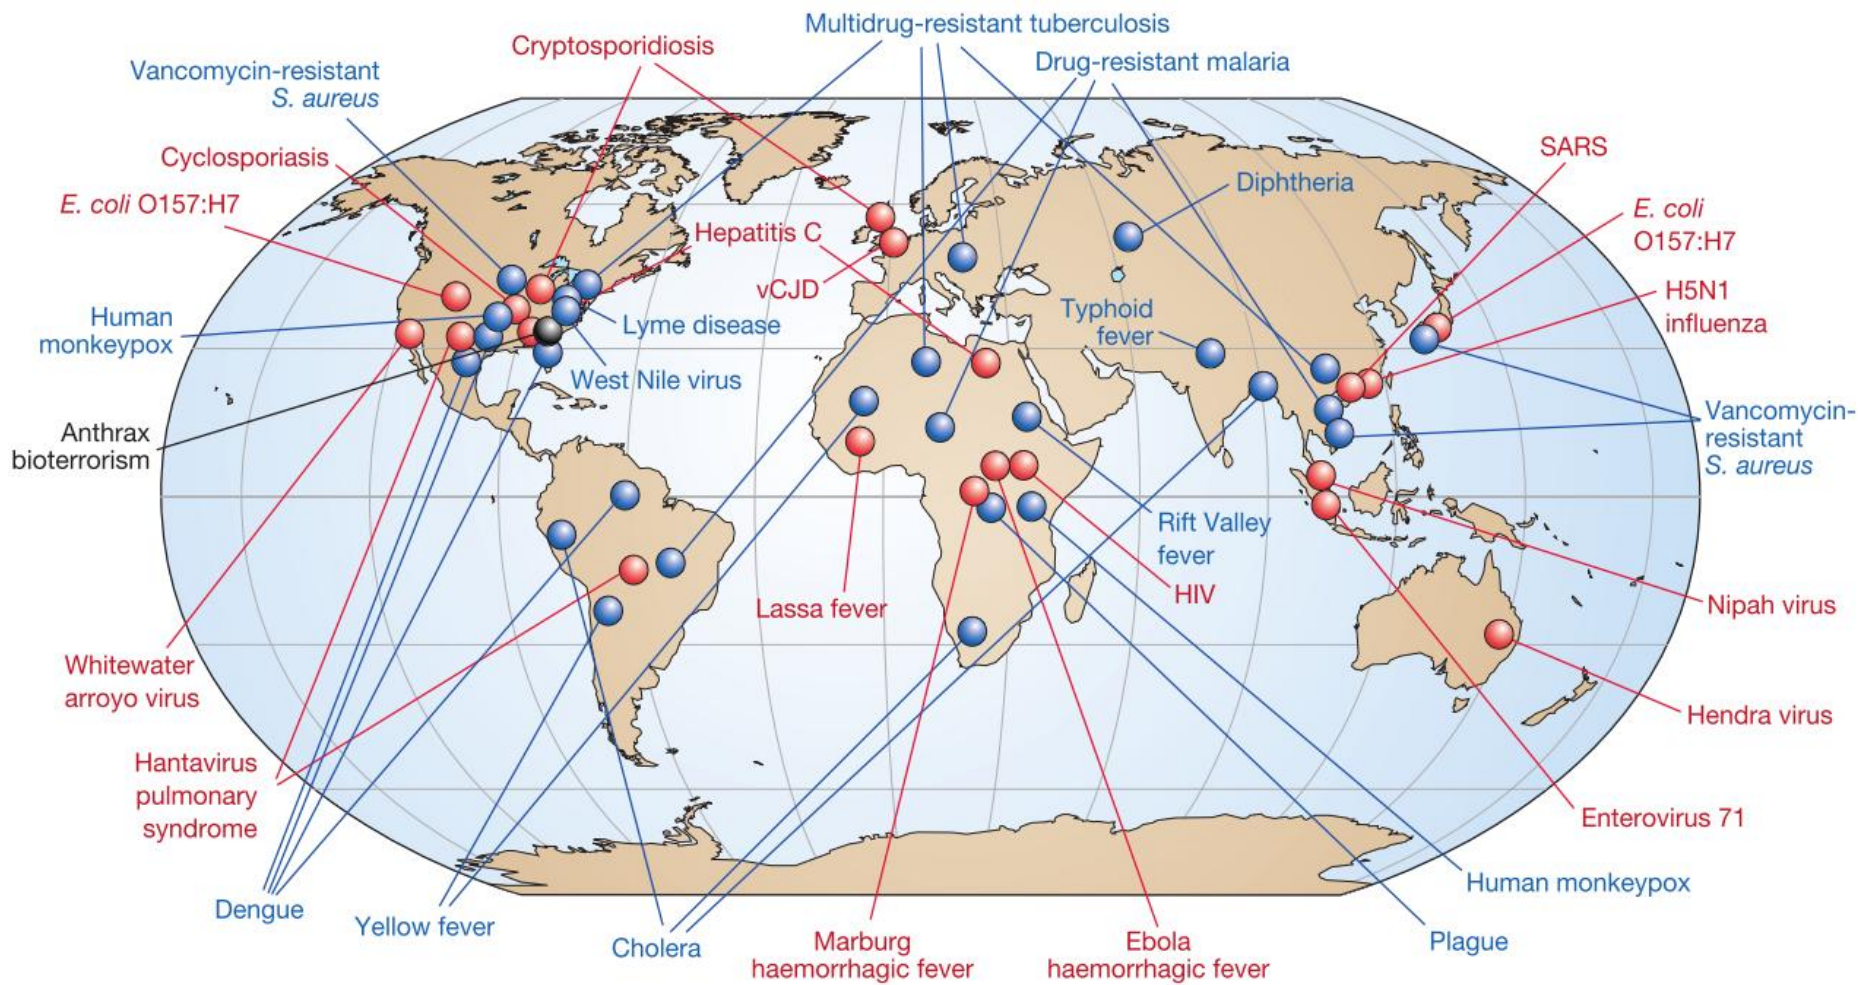 Multidrug-resistant tuberculosis
Cryptosporidiosis
Drug-resistant malaria
Vancomycin-resistant
S. aureus
Cyclosporiasis
SARS
Diphtheria
E. coli O157:H7
E. coli
O157:H7
Hepatitis C
vCJD
H5N1
influenza
Human
monkeypox
Lyme disease
Typhoid
fever
West Nile virus
Anthrax
bioterrorism
Vancomycin-
resistant
S. aureus
Rift Valley
fever
HIV
Lassa fever
Nipah virus
Whitewater
arroyo virus
Hendra virus
Hantavirus
pulmonary
syndrome
Enterovirus 71
Human monkeypox
Dengue
Yellow fever
Cholera
Marburg
haemorrhagic fever
Ebola
haemorrhagic fever
Plague